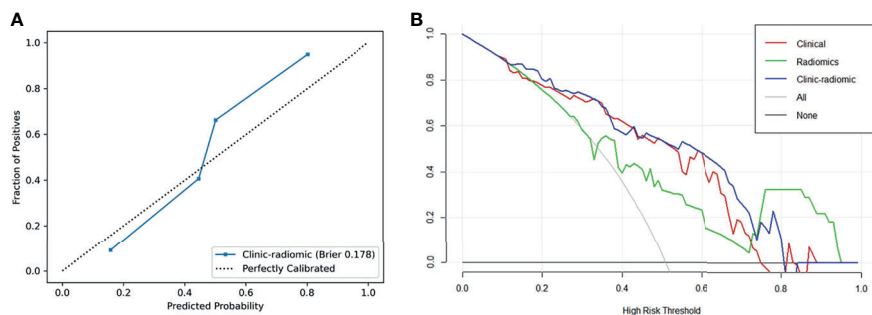 A
1.0
0.8
0.6
0.4
0.2
0.0
Fraction of Positives
Clinic-radiomic (Brier 0.178)
Perfectly Calibrated
0.0 0.2 0.4 0.6 0.8 1.0
Predicted Probability
B
1.0
0.8
0.6
0.4
0.2
0.0
Clinical
Radiomics
Clinic-radiomic
All
None
0.0 0.2 0.4 0.6 0.8 1.0
High Risk Threshold